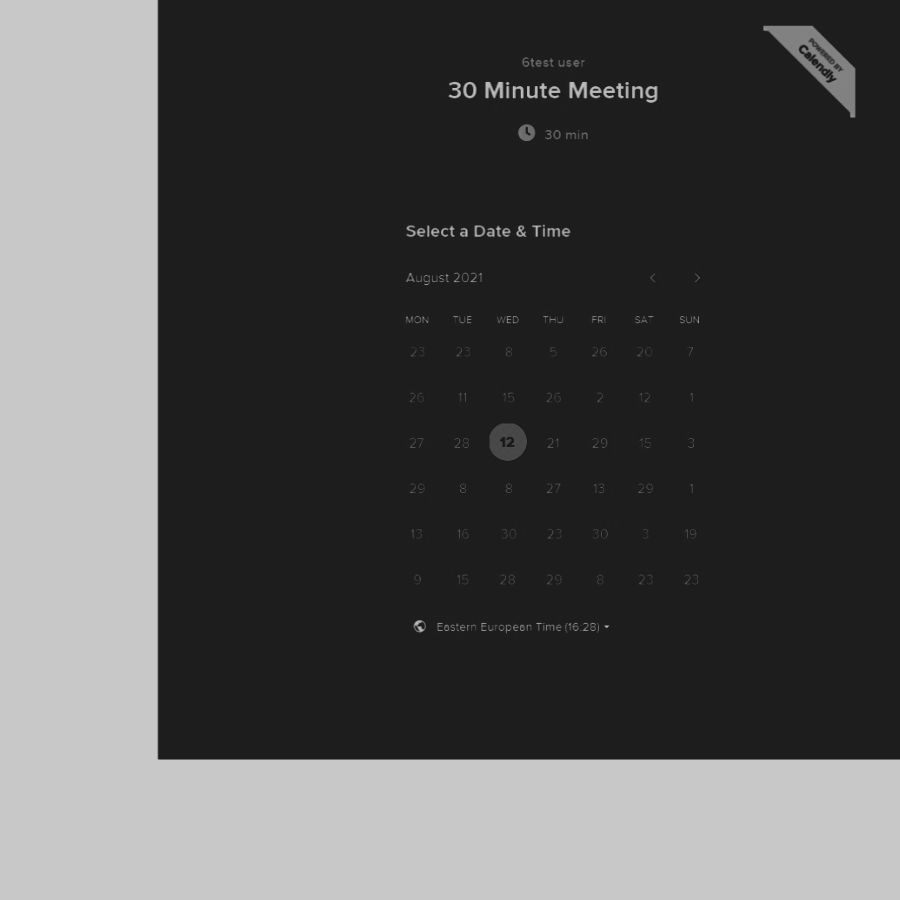 POWERED BY
Calendly
6test user
30 Minute Meeting
30 min
Select a Date & Time
August 2021
MON TUE WED THU FRI SAT SUN
23 23 8 5 26 20 7
26 11 15 26 2 12 1
27 28 12 21 29 15 3
29 8 8 27 13 29 1
13 16 30 23 30 3 19
9 15 28 29 8 23 23
Eastern European Time (16:28)